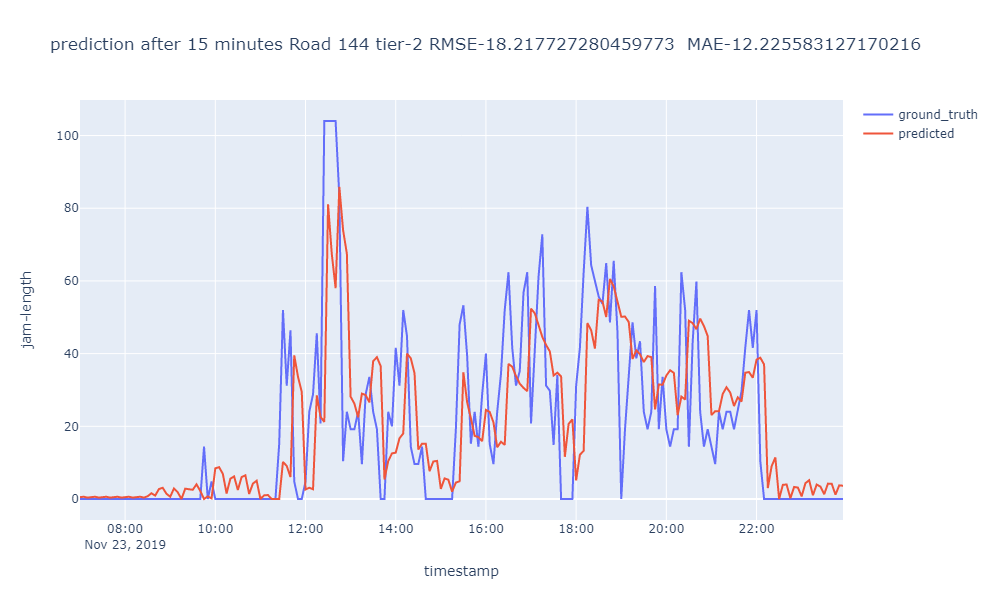 prediction after 15 minutes Road 144 tier-2 RMSE-18.217727280459773  MAE-12.225583127170216
ground_truth
predicted
100
80
60
40
20
0
jam-length
08:00 10:00 12:00 14:00 16:00 18:00 20:00 22:00
Nov 23, 2019
timestamp